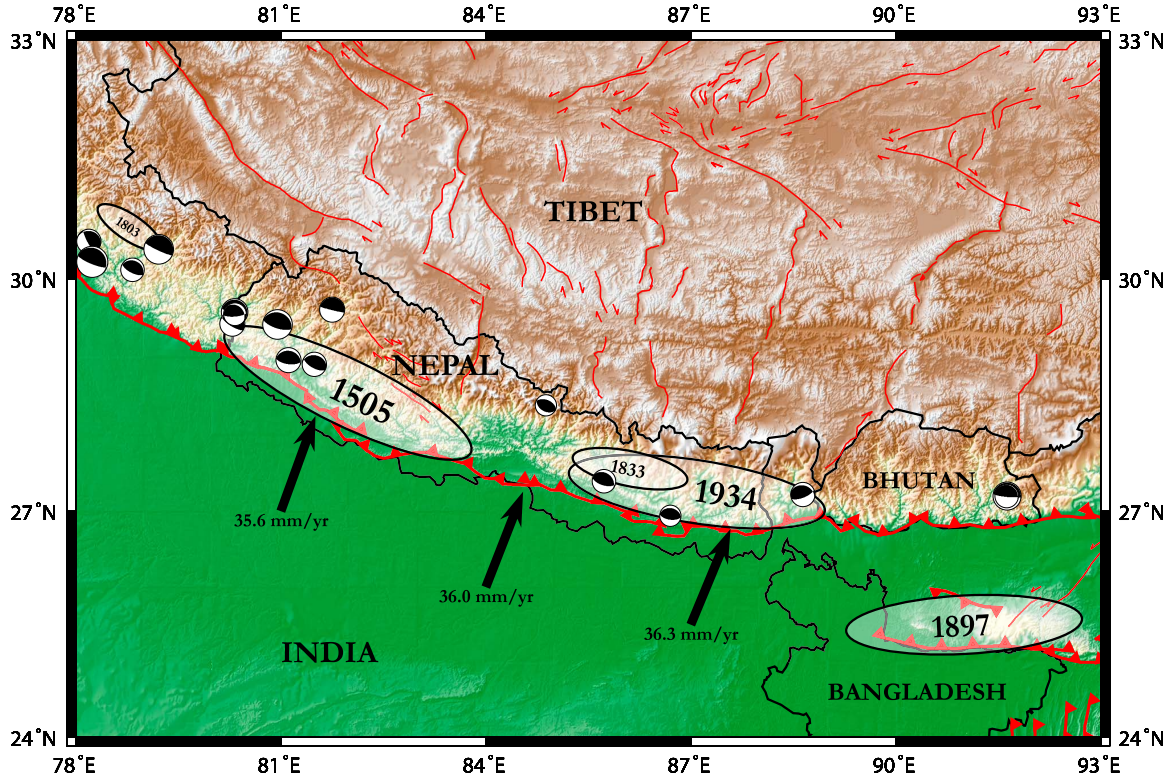 78°E 81°E 84°E 87°E 90°E 93°E
33°N 33°N
TIBET
1803
30°N 30°N
NEPAL
1505
1833
1934
BHUTAN
27°N 27°N
35.6 mm/yr
36.0 mm/yr
36.3 mm/yr
1897
INDIA
BANGLADESH
24°N 24°N
78°E 81°E 84°E 87°E 90°E 93°E